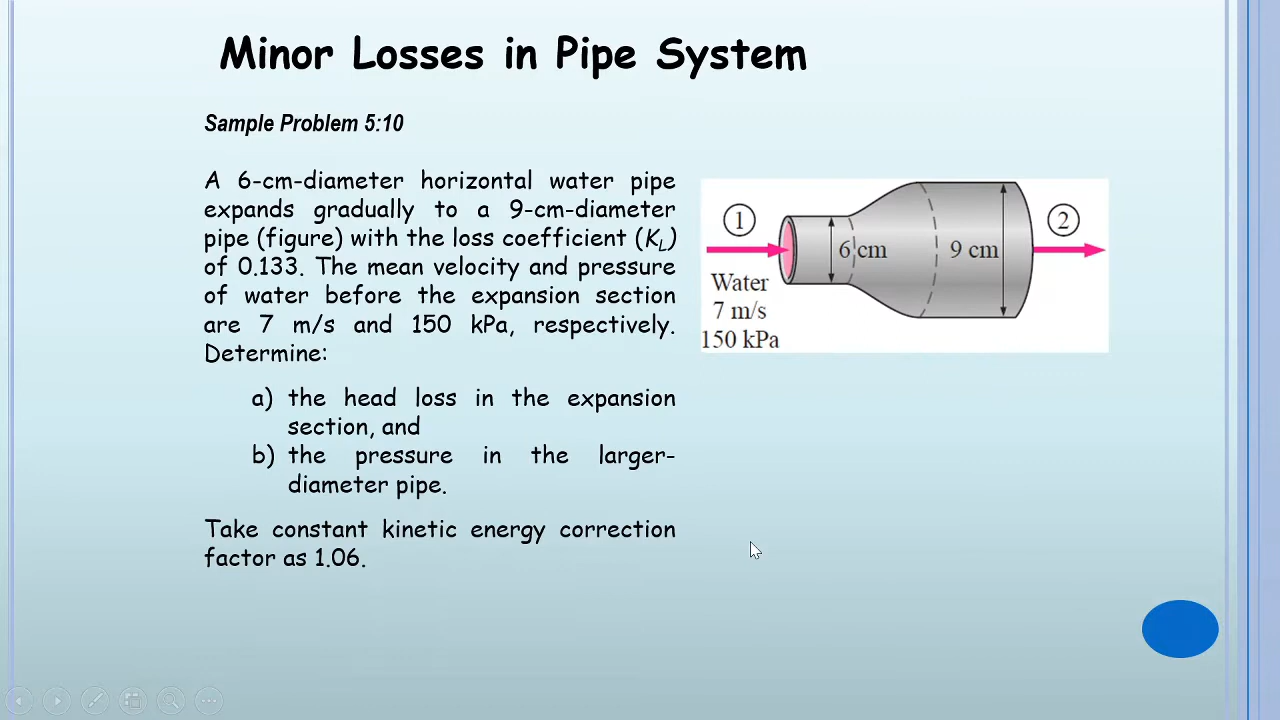 Minor Losses in Pipe System
Sample Problem 5:10
A 6-cm-diameter horizontal water pipe
expands gradually to a 9-cm-diameter
pipe (figure) with the loss coefficient (KL)
of 0.133. The mean velocity and pressure
of water before the expansion section
are 7 m/s and 150 kPa, respectively.
Determine:
a) the head loss in the expansion
section, and
b) the pressure in the larger-
diameter pipe.
Take constant kinetic energy correction
factor as 1.06.
1
2
6 cm
9 cm
Water
7 m/s
150 kPa